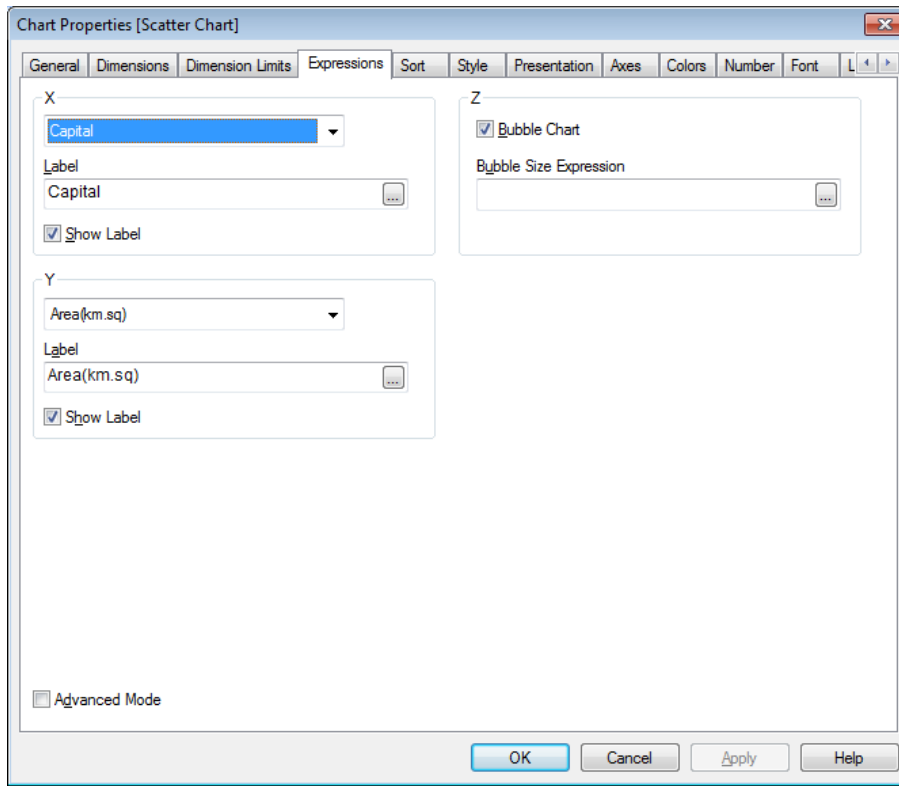 Chart Properties [Scatter Chart]
General Dimensions Dimension Limits Expressions Sort Style Presentation Axes Colors Number Font L
X
Capital
Label
Capital
Show Label
Z
Bubble Chart
Bubble Size Expression
...
...
Y
Area(km.sq)
Label
Area(km.sq)
...
Show Label
Advanced Mode
OK Cancel Apply Help